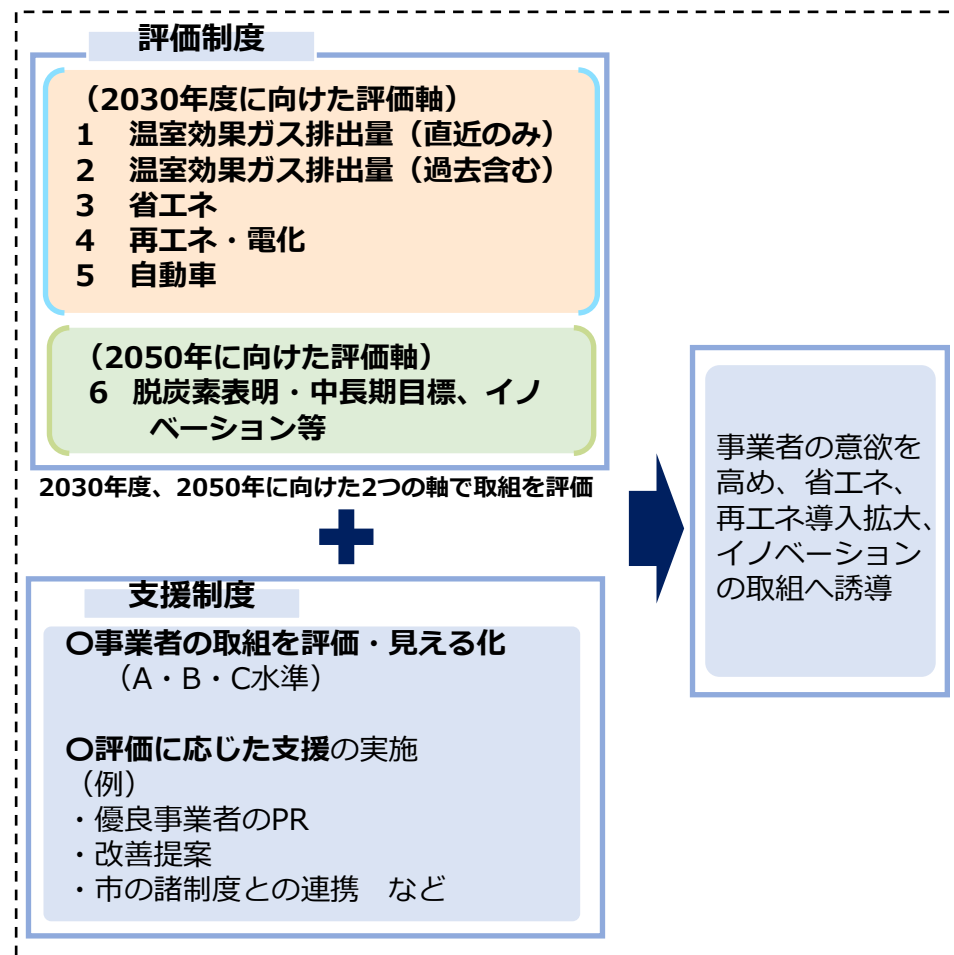 評価制度
（2030年度に向けた評価軸）
1　温室効果ガス排出量（直近のみ）
2　温室効果ガス排出量（過去含む）
3　省エネ
4　再エネ・電化
5　自動車
（2050年に向けた評価軸）
6　脱炭素表明・中長期目標、イノ
ベーション等
2030年度、2050年に向けた2つの軸で取組を評価
支援制度
〇事業者の取組を評価・見える化
（A・B・C水準）
〇評価に応じた支援の実施
（例）
・優良事業者のPR
・改善提案
・市の諸制度との連携　など
事業者の意欲を
高め、省エネ、
再エネ導入拡大、
イノベーション
の取組へ誘導